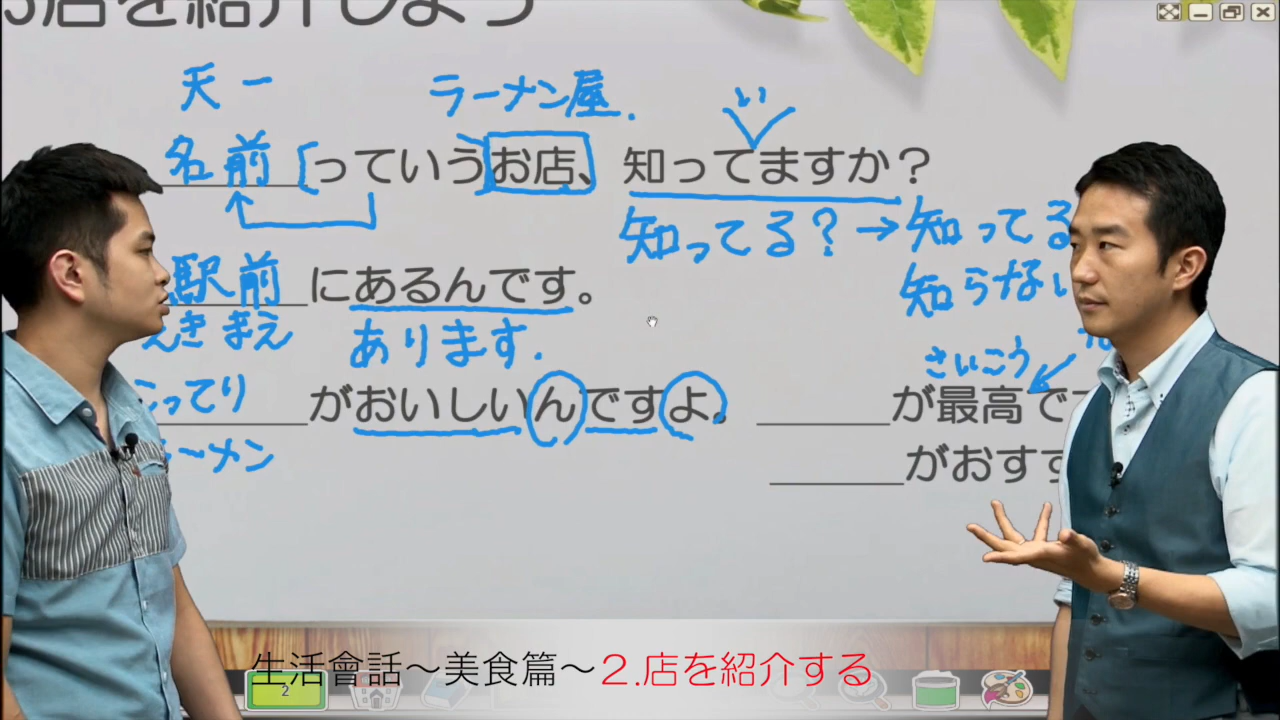 お店を紹介しよう
天一 ラーメン屋.
い
名前っていうお店、知ってますか？
知ってる？→知ってる
知らない
駅前にあるんです。
えきまえ
あります.
さいこう
こってり がおいしいんですよ。 が最高です
ラーメン
がおすす
生活會話～美食篇～2.店を紹介する
2